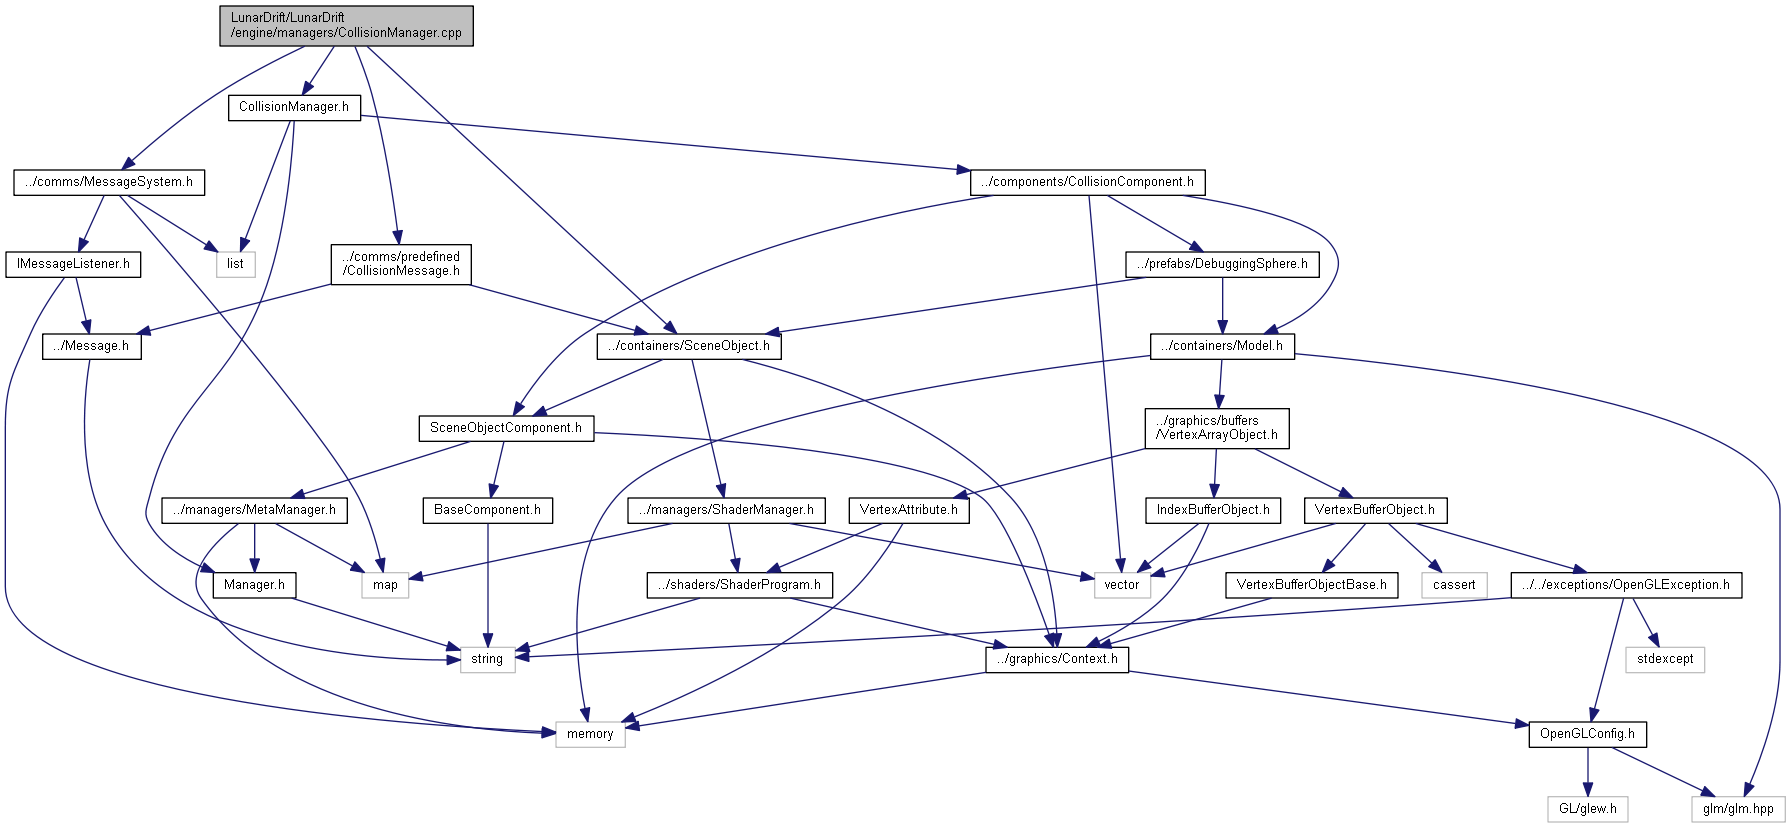 LunarDrift/LunarDrift
/engine/managers/CollisionManager.cpp
CollisionManager.h
../comms/MessageSystem.h
../components/CollisionComponent.h
IMessageListener.h
list
../comms/predefined
/CollisionMessage.h
../prefabs/DebuggingSphere.h
../Message.h
../containers/SceneObject.h
../containers/Model.h
SceneObjectComponent.h
../graphics/buffers
/VertexArrayObject.h
../managers/MetaManager.h
BaseComponent.h
../managers/ShaderManager.h
VertexAttribute.h
IndexBufferObject.h
VertexBufferObject.h
Manager.h
map
../shaders/ShaderProgram.h
vector
VertexBufferObjectBase.h
cassert
../../exceptions/OpenGLException.h
string
../graphics/Context.h
stdexcept
memory
OpenGLConfig.h
GL/glew.h
glm/glm.hpp